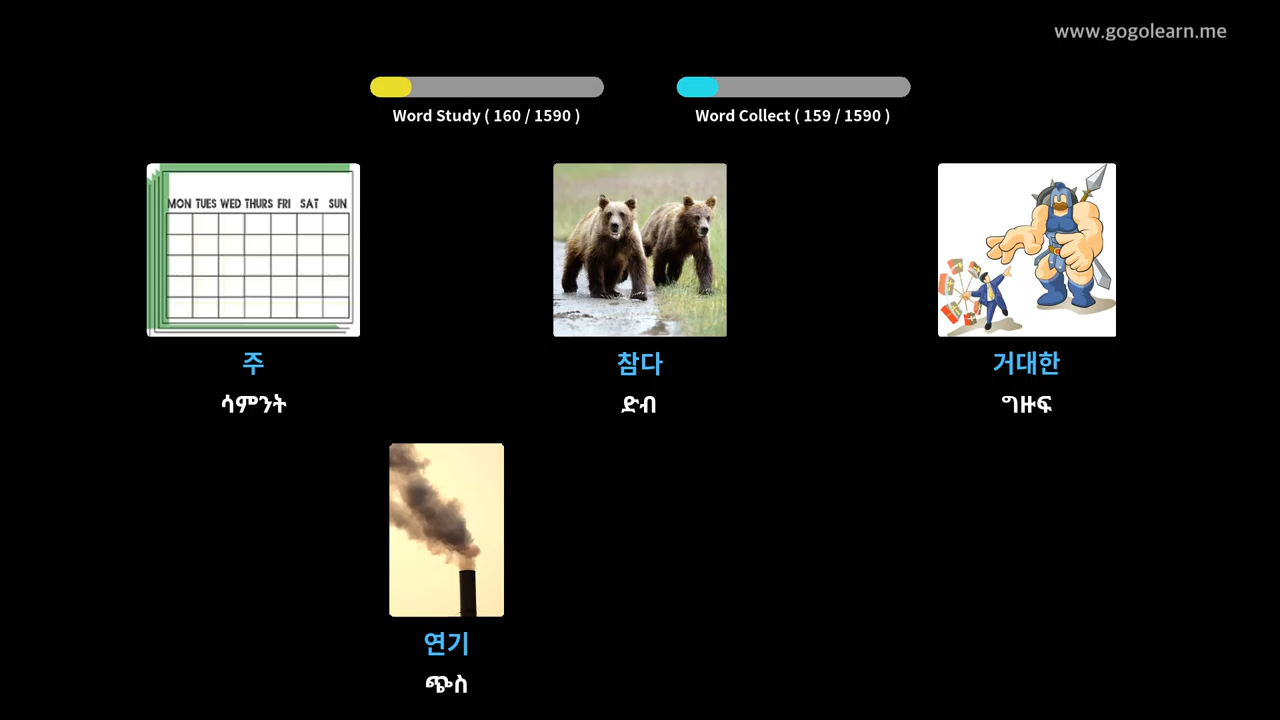 www.gogolearn.me
Word Study ( 160 / 1590 )
Word Collect ( 159 / 1590 )
MON TUES WED THURS FRI SAT SUN
주
ሳምንት
참다
ድብ
거대한
ግዙፍ
연기
ጭስ